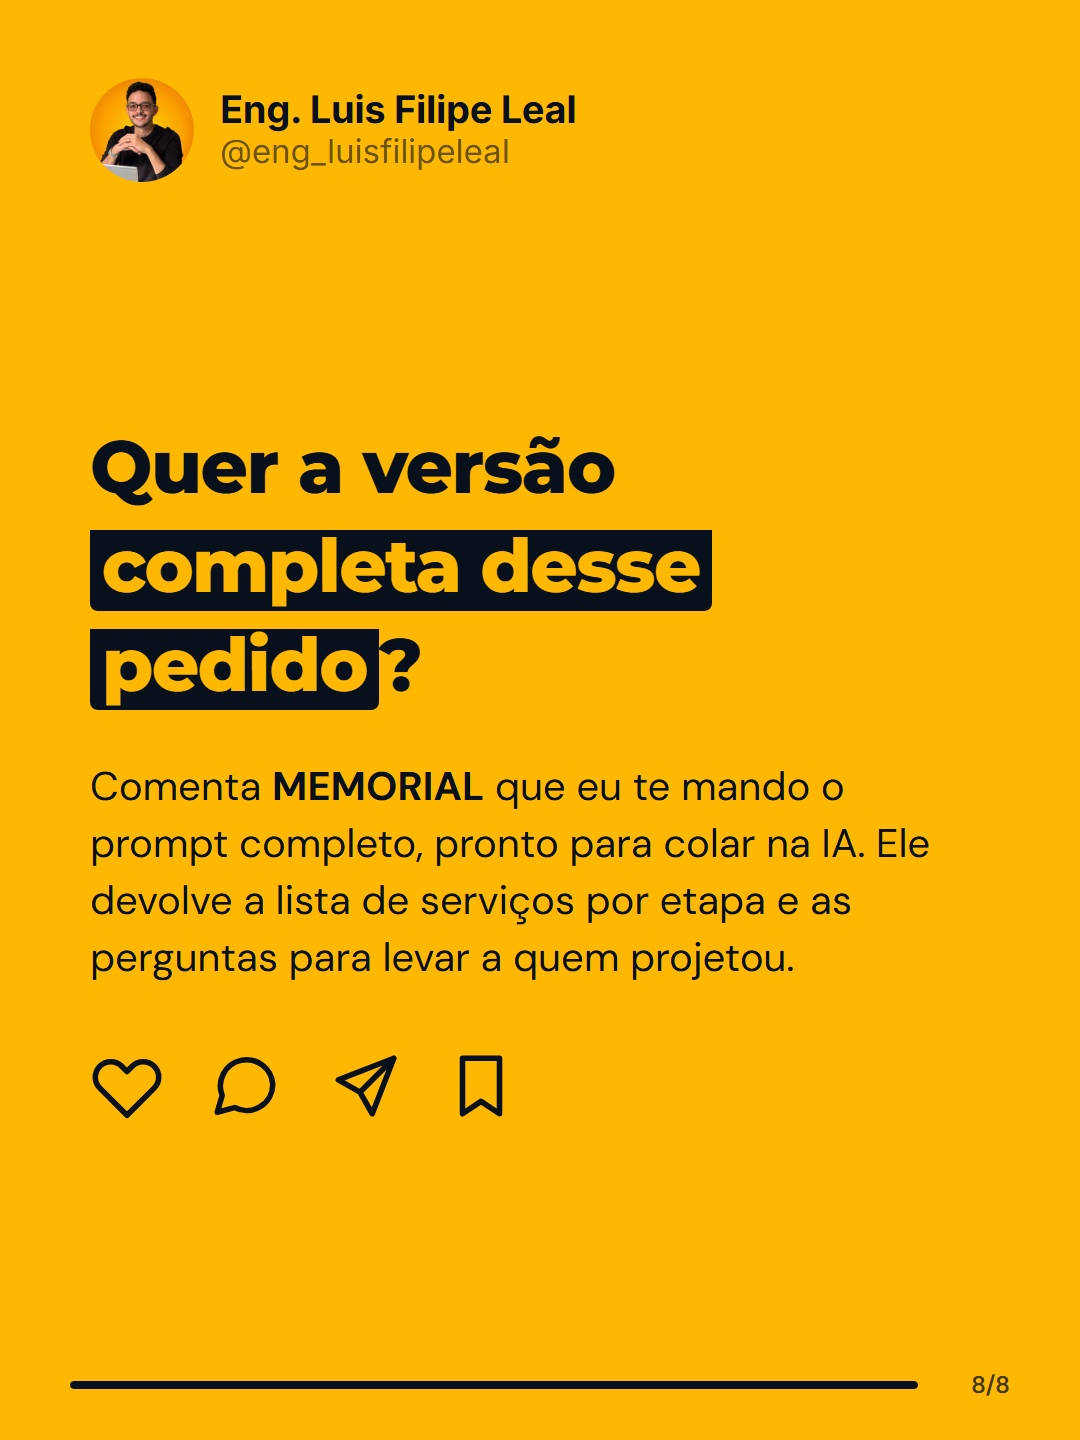 Eng. Luis Filipe Leal
@eng_luisfilipeleal
Quer a versão
completa desse
pedido?
Comenta MEMORIAL que eu te mando o
prompt completo, pronto para colar na IA. Ele
devolve a lista de serviços por etapa e as
perguntas para levar a quem projetou.
8/8